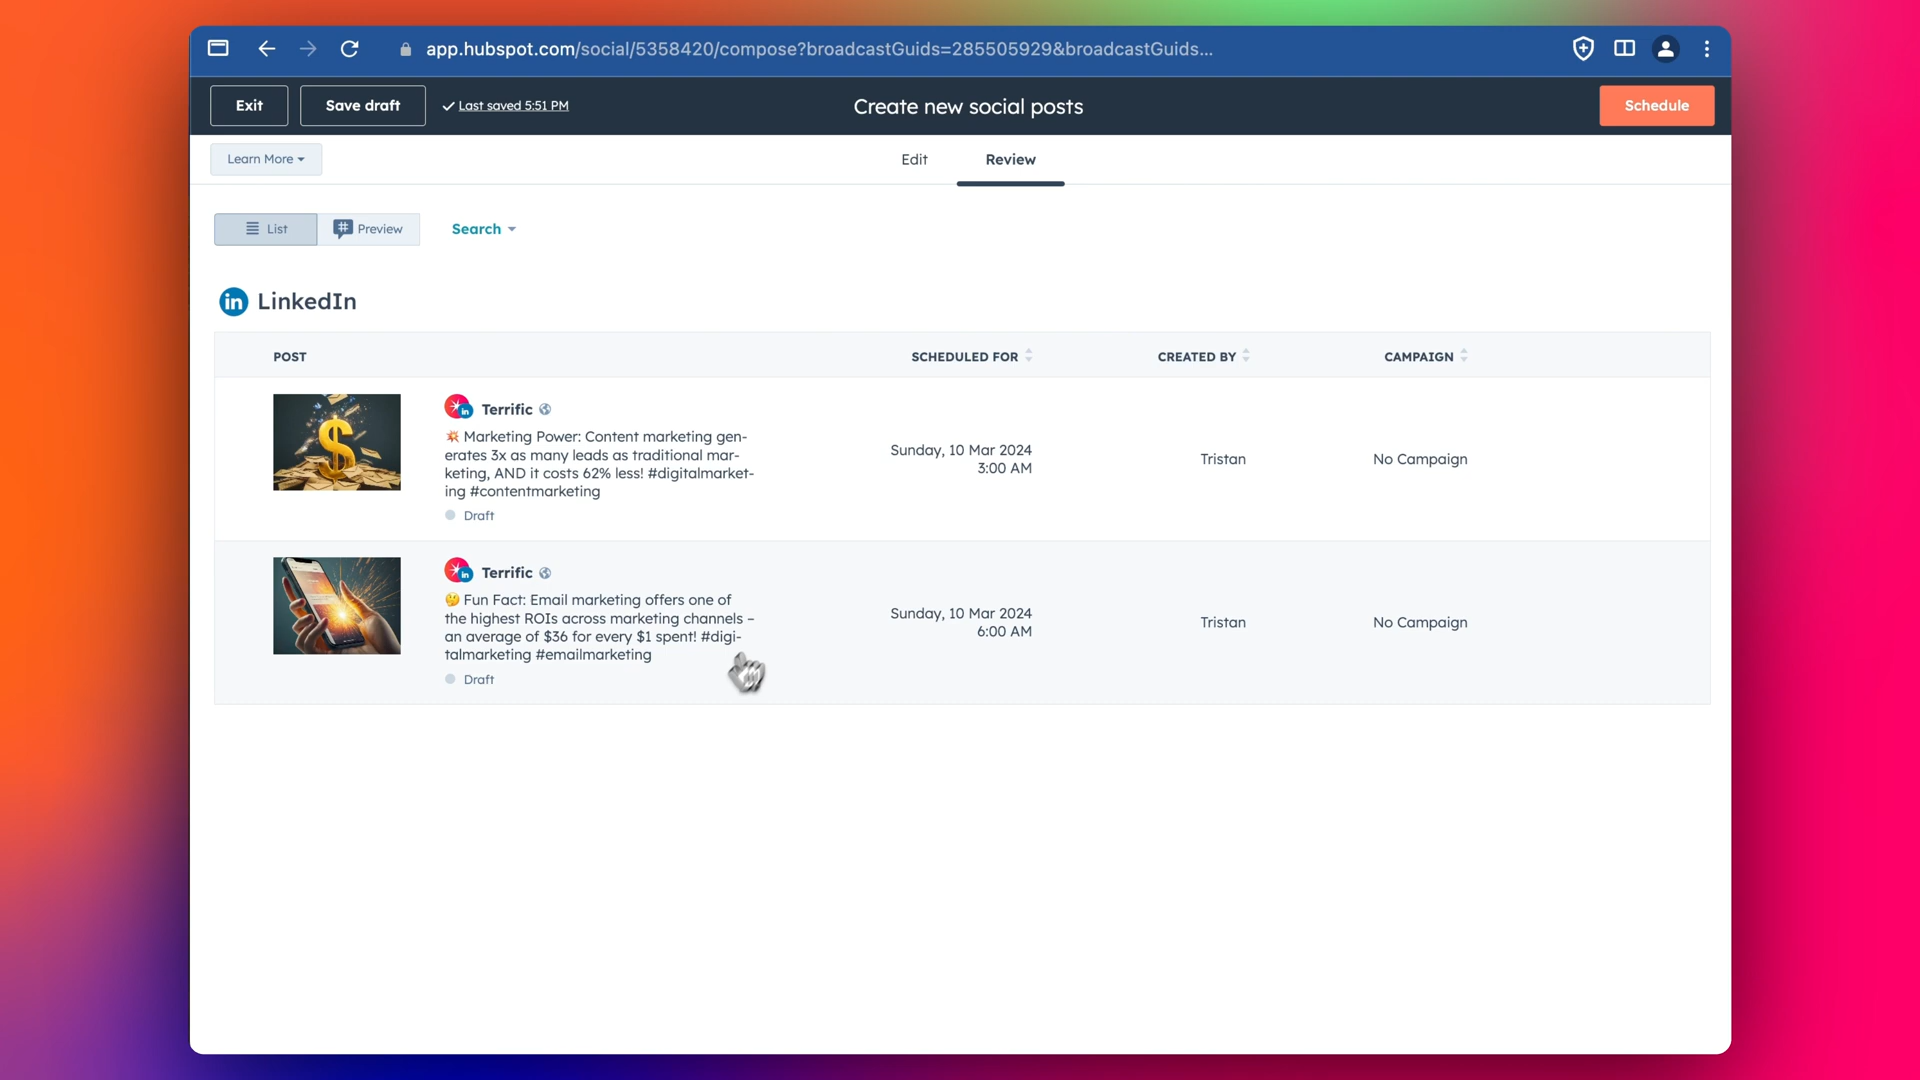 app.hubspot.com/social/5358420/compose?broadcastGuids=285505929&broadcastGuids...
Exit
Save draft
Last saved 5:51 PM
Create new social posts
Schedule
Learn More
Edit
Review
List
Preview
Search
in LinkedIn
POST
SCHEDULED FOR
CREATED BY
CAMPAIGN
in Terrific
💥 Marketing Power: Content marketing gen-
erates 3x as many leads as traditional mar-
keting, AND it costs 62% less! #digitalmarket-
ing #contentmarketing
Draft
Sunday, 10 Mar 2024
3:00 AM
Tristan
No Campaign
in Terrific
🤔 Fun Fact: Email marketing offers one of
the highest ROIs across marketing channels –
an average of $36 for every $1 spent! #digi-
talmarketing #emailmarketing
Draft
Sunday, 10 Mar 2024
6:00 AM
Tristan
No Campaign